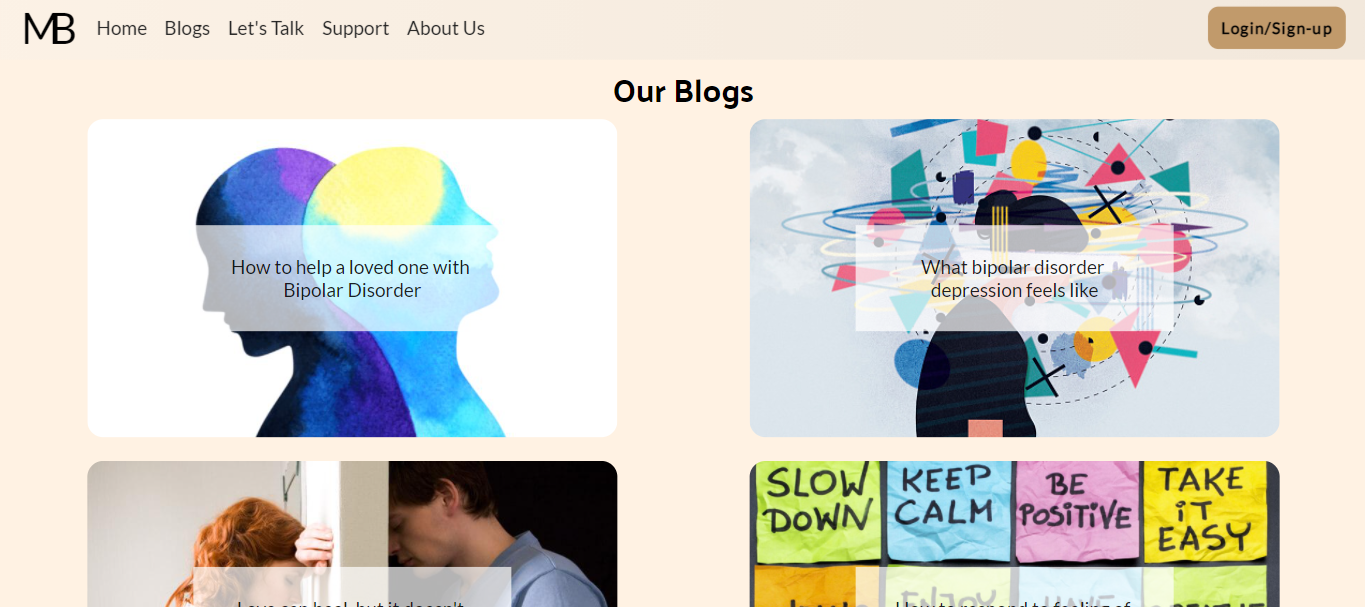 MB Home Blogs Let's Talk Support About Us Login/Sign-up
Our Blogs
How to help a loved one with
Bipolar Disorder
What bipolar disorder
depression feels like
SLOW DOWN
KEEP CALM
BE POSITIVE
TAKE IT EASY
Love can heal, but it doesn't
ENJOY
HAVE
How to respond to feeling of